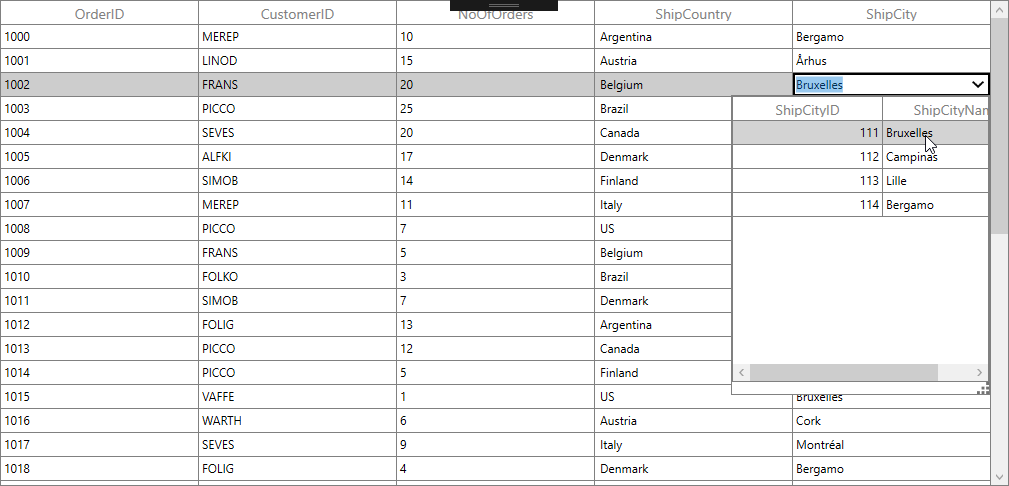 OrderID CustomerID NoOfOrders ShipCountry ShipCity
1000 MEREP 10 Argentina Bergamo
1001 LINOD 15 Austria Århus
1002 FRANS 20 Belgium Bruxelles
1003 PICCO 25 Brazil ShipCityID ShipCityNam
1004 SEVES 20 Canada 111 Bruxelles
1005 ALFKI 17 Denmark 112 Campinas
1006 SIMOB 14 Finland 113 Lille
1007 MEREP 11 Italy 114 Bergamo
1008 PICCO 7 US
1009 FRANS 5 Belgium
1010 FOLKO 3 Brazil
1011 SIMOB 7 Denmark
1012 FOLIG 13 Argentina
1013 PICCO 12 Canada
1014 PICCO 5 Finland
1015 VAFFE 1 US Bruxelles
1016 WARTH 6 Austria Cork
1017 SEVES 9 Italy Montréal
1018 FOLIG 4 Denmark Bergamo